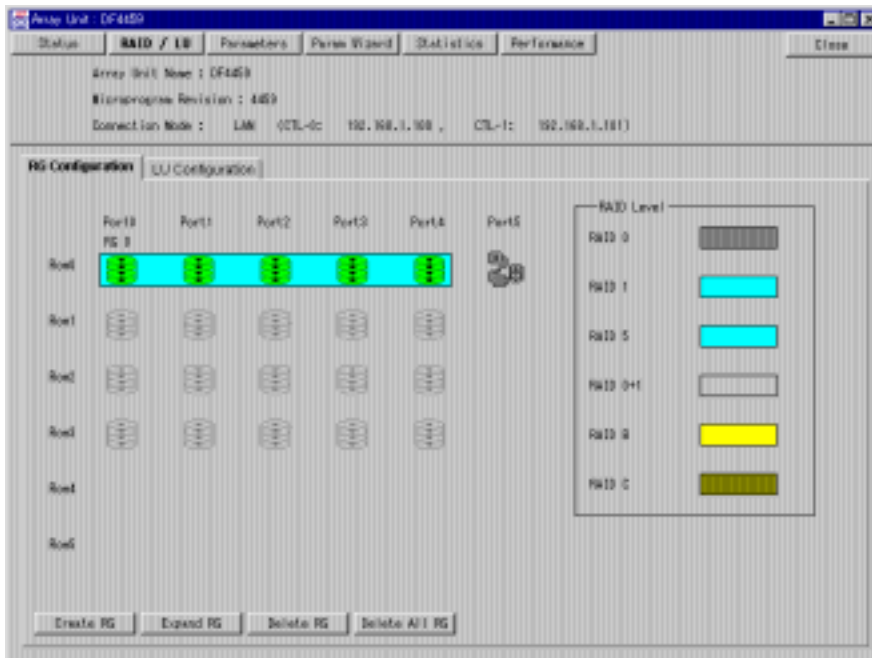 Array Unit : DF4459
Status RAID / LU Parameters Param Wizard Statistics Performance Close
Array Unit Name : DF4459
Microprogram Revision : 4459
Connection Mode : LAN (CTL-0: 192.168.1.100 , CTL-1: 192.168.1.101)
RG Configuration LU Configuration
Port0 Port1 Port2 Port3 Port4 Port5
RG 0
Row0
Row1
Row2
Row3
Row4
Row5
RAID Level
RAID 0
RAID 1
RAID 5
RAID 0+1
RAID B
RAID C
Create RG Expand RG Delete RG Delete All RG